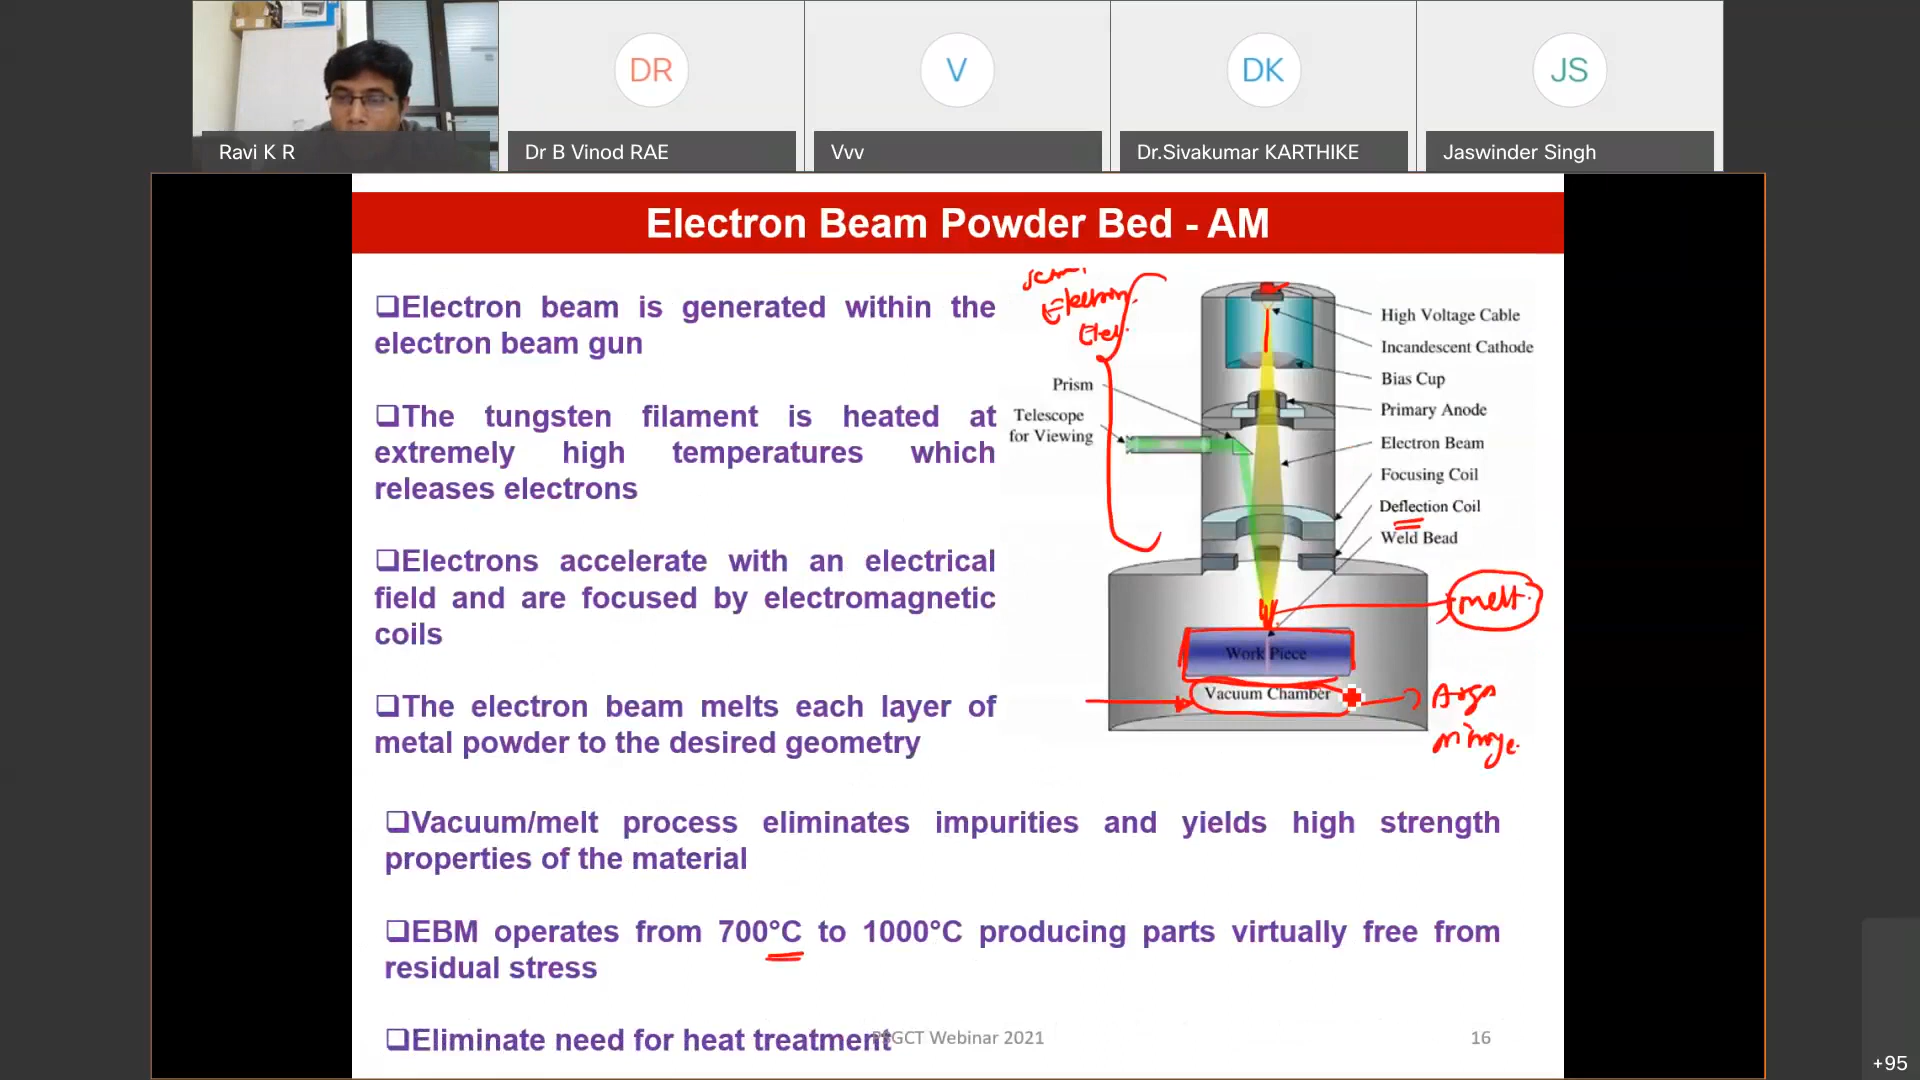 DR
V
DK
JS
Ravi K R
Dr B Vinod RAE
Vvv
Dr.Sivakumar KARTHIKE
Jaswinder Singh
Electron Beam Powder Bed - AM
❑Electron beam is generated within the
electron beam gun
❑The tungsten filament is heated at
extremely high temperatures which
releases electrons
❑Electrons accelerate with an electrical
field and are focused by electromagnetic
coils
❑The electron beam melts each layer of
metal powder to the desired geometry
Electron
Prism
Telescope
for Viewing
High Voltage Cable
Incandescent Cathode
Bias Cup
Primary Anode
Electron Beam
Focusing Coil
Deflection Coil
Weld Bead
melt.
Work Piece
Vacuum Chamber
❑Vacuum/melt process eliminates impurities and yields high strength
properties of the material
❑EBM operates from 700°C to 1000°C producing parts virtually free from
residual stress
❑Eliminate need for heat treatment
PSGCT Webinar 2021
16
+95